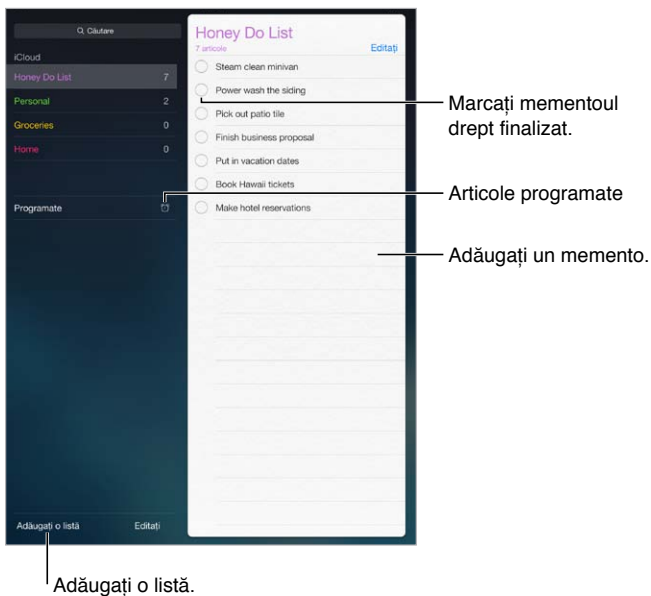 Căutare
iCloud
Honey Do List 7
Personal 2
Groceries 0
Home 0
Programate
Adăugați o listă Editați
Honey Do List
7 articole Editați
Steam clean minivan
Power wash the siding
Pick out patio tile
Finish business proposal
Put in vacation dates
Book Hawaii tickets
Make hotel reservations
Marcați mementoul
drept finalizat.
Articole programate
Adăugați un memento.
Adăugați o listă.